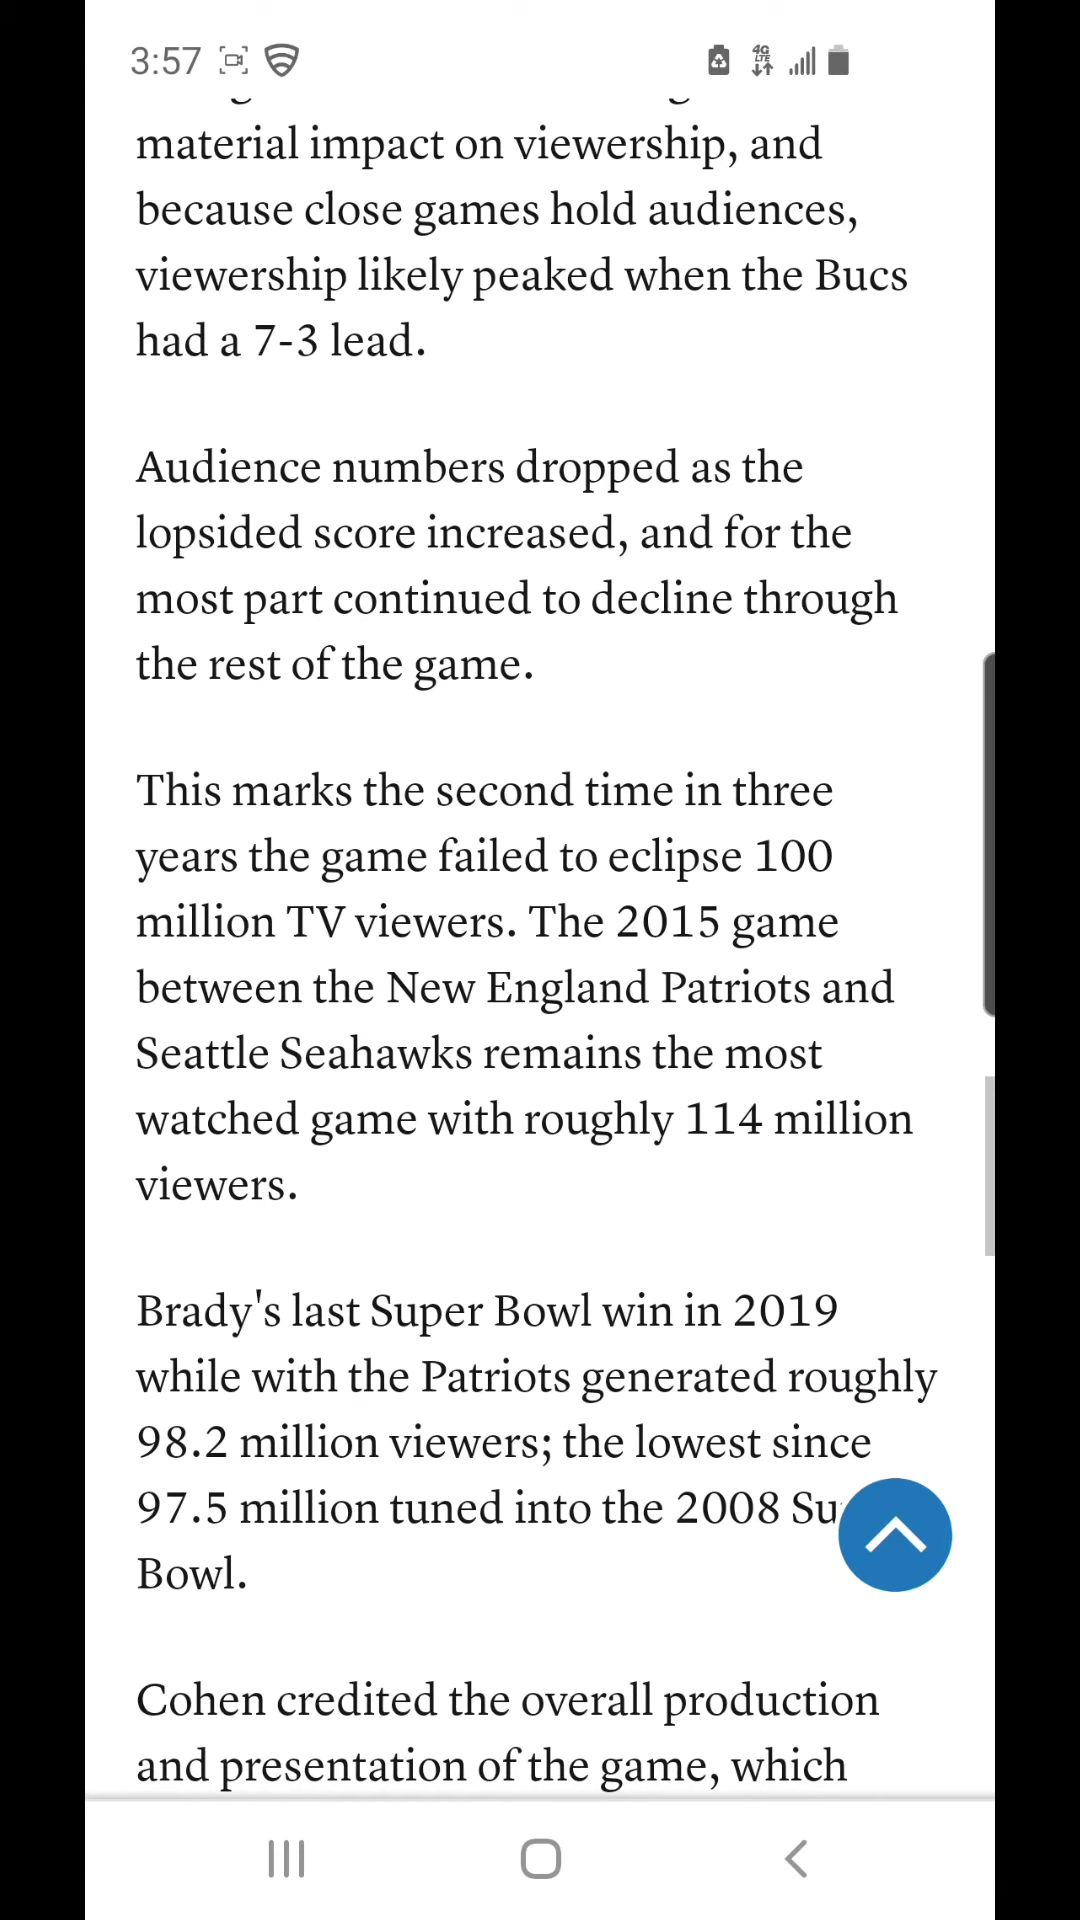 3:57
4G
LTE
material impact on viewership, and
because close games hold audiences,
viewership likely peaked when the Bucs
had a 7-3 lead.
Audience numbers dropped as the
lopsided score increased, and for the
most part continued to decline through
the rest of the game.
This marks the second time in three
years the game failed to eclipse 100
million TV viewers. The 2015 game
between the New England Patriots and
Seattle Seahawks remains the most
watched game with roughly 114 million
viewers.
Brady's last Super Bowl win in 2019
while with the Patriots generated roughly
98.2 million viewers; the lowest since
97.5 million tuned into the 2008 Su
Bowl.
Cohen credited the overall production
and presentation of the game, which